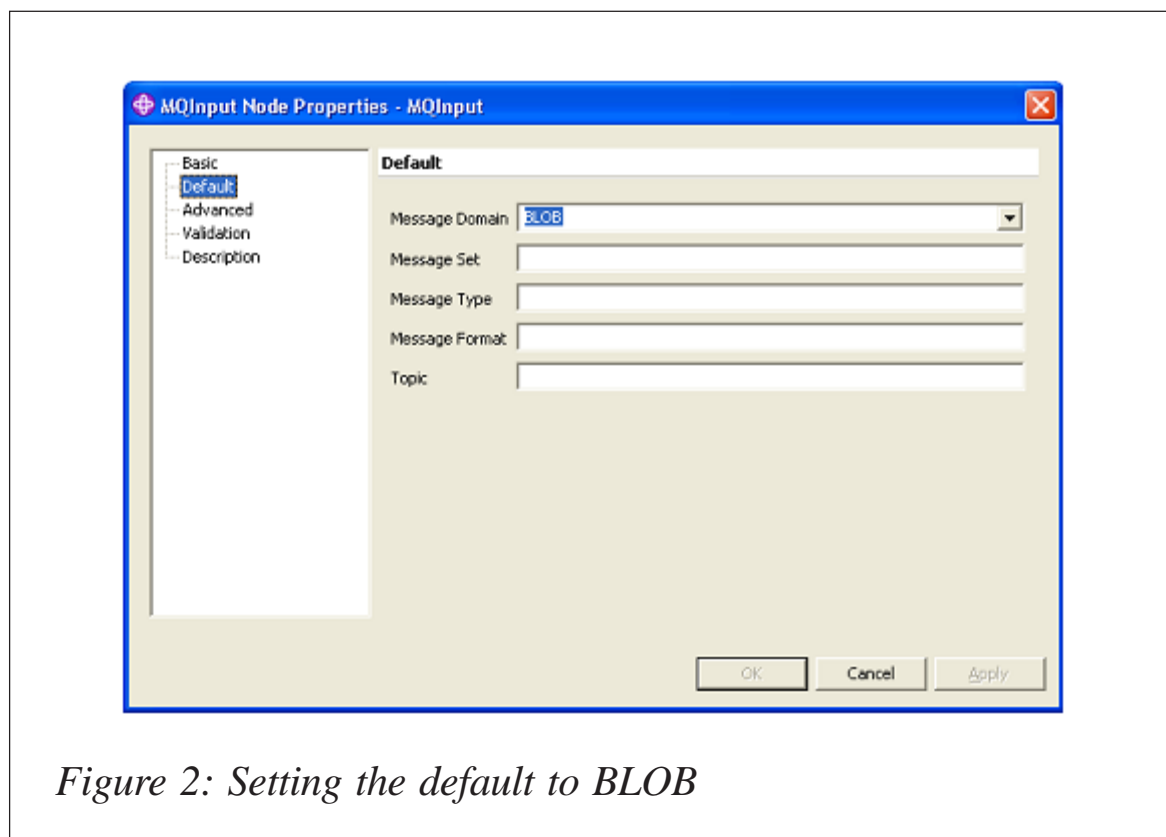 MQInput Node Properties - MQInput
Basic
Default
Advanced
Validation
Description
Default
Message Domain BLOB
Message Set
Message Type
Message Format
Topic
OK Cancel Apply
Figure 2: Setting the default to BLOB